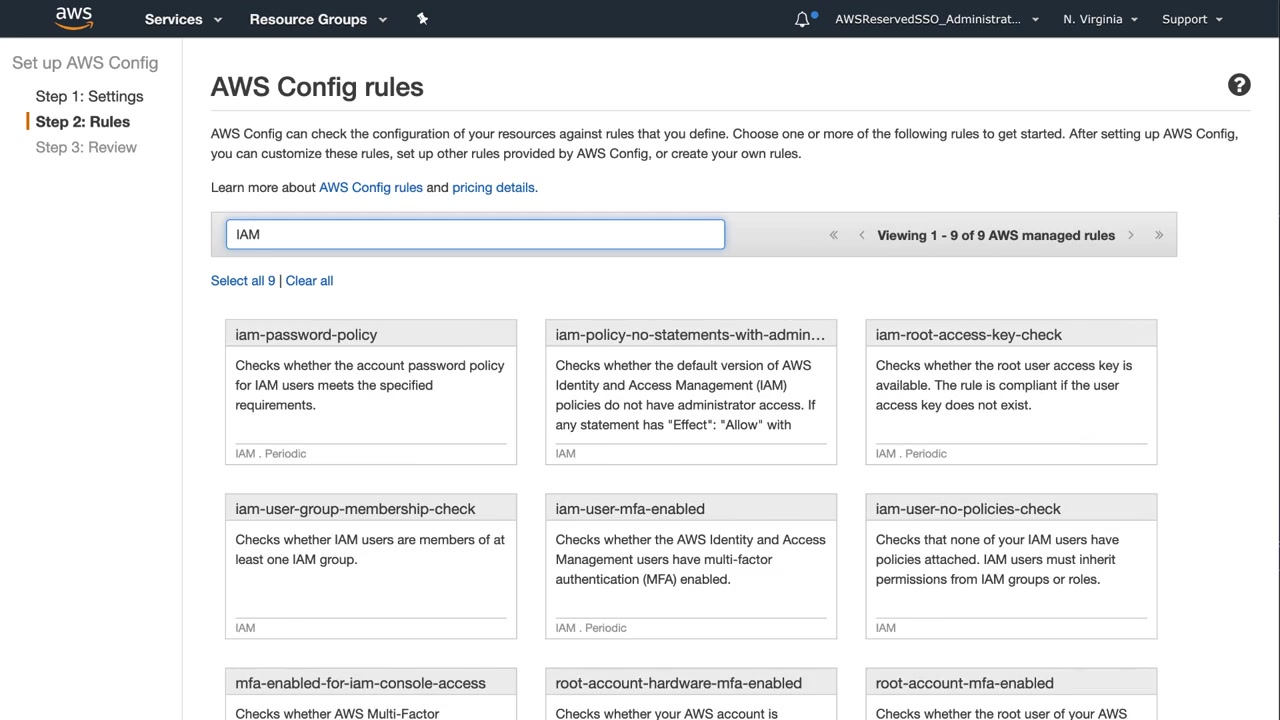 aws
Services
Resource Groups
AWSReservedSSO_Administrat...
N. Virginia
Support
Set up AWS Config
Step 1: Settings
Step 2: Rules
Step 3: Review
AWS Config rules
?
AWS Config can check the configuration of your resources against rules that you define. Choose one or more of the following rules to get started. After setting up AWS Config,
you can customize these rules, set up other rules provided by AWS Config, or create your own rules.
Learn more about AWS Config rules and pricing details.
IAM
« ‹ Viewing 1 - 9 of 9 AWS managed rules › »
Select all 9 | Clear all
iam-password-policy
Checks whether the account password policy
for IAM users meets the specified
requirements.
IAM . Periodic
iam-policy-no-statements-with-admin...
Checks whether the default version of AWS
Identity and Access Management (IAM)
policies do not have administrator access. If
any statement has "Effect": "Allow" with
IAM
iam-root-access-key-check
Checks whether the root user access key is
available. The rule is compliant if the user
access key does not exist.
IAM . Periodic
iam-user-group-membership-check
Checks whether IAM users are members of at
least one IAM group.
IAM
iam-user-mfa-enabled
Checks whether the AWS Identity and Access
Management users have multi-factor
authentication (MFA) enabled.
IAM . Periodic
iam-user-no-policies-check
Checks that none of your IAM users have
policies attached. IAM users must inherit
permissions from IAM groups or roles.
IAM
mfa-enabled-for-iam-console-access
Checks whether AWS Multi-Factor
root-account-hardware-mfa-enabled
Checks whether your AWS account is
root-account-mfa-enabled
Checks whether the root user of your AWS